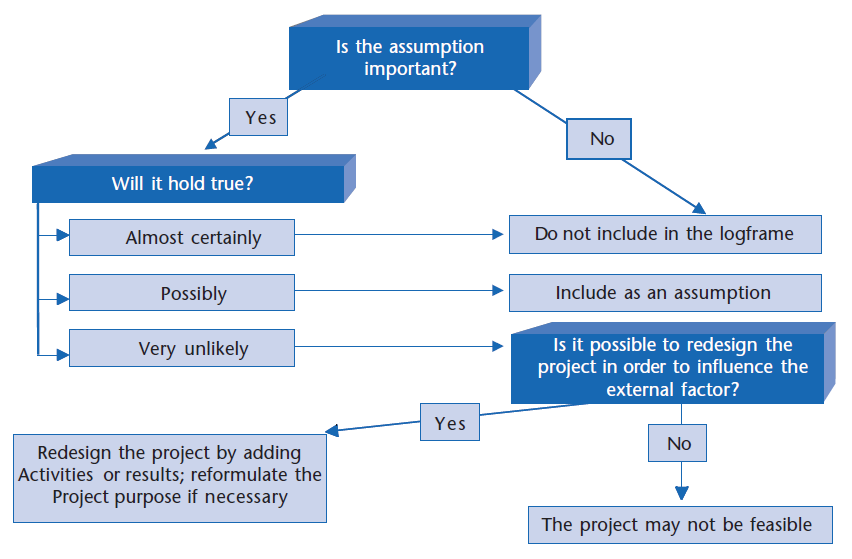 Is the assumption
important?
Yes
No
Will it hold true?
Almost certainly
Do not include in the logframe
Possibly
Include as an assumption
Very unlikely
Is it possible to redesign the
project in order to influence the
external factor?
Yes
No
Redesign the project by adding
Activities or results; reformulate the
Project purpose if necessary
The project may not be feasible